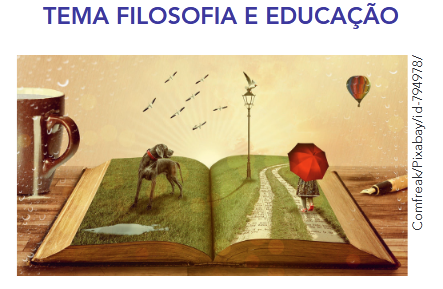 TEMA FILOSOFIA E EDUCAÇÃO
Comfreak/Pixabay/id-794978/